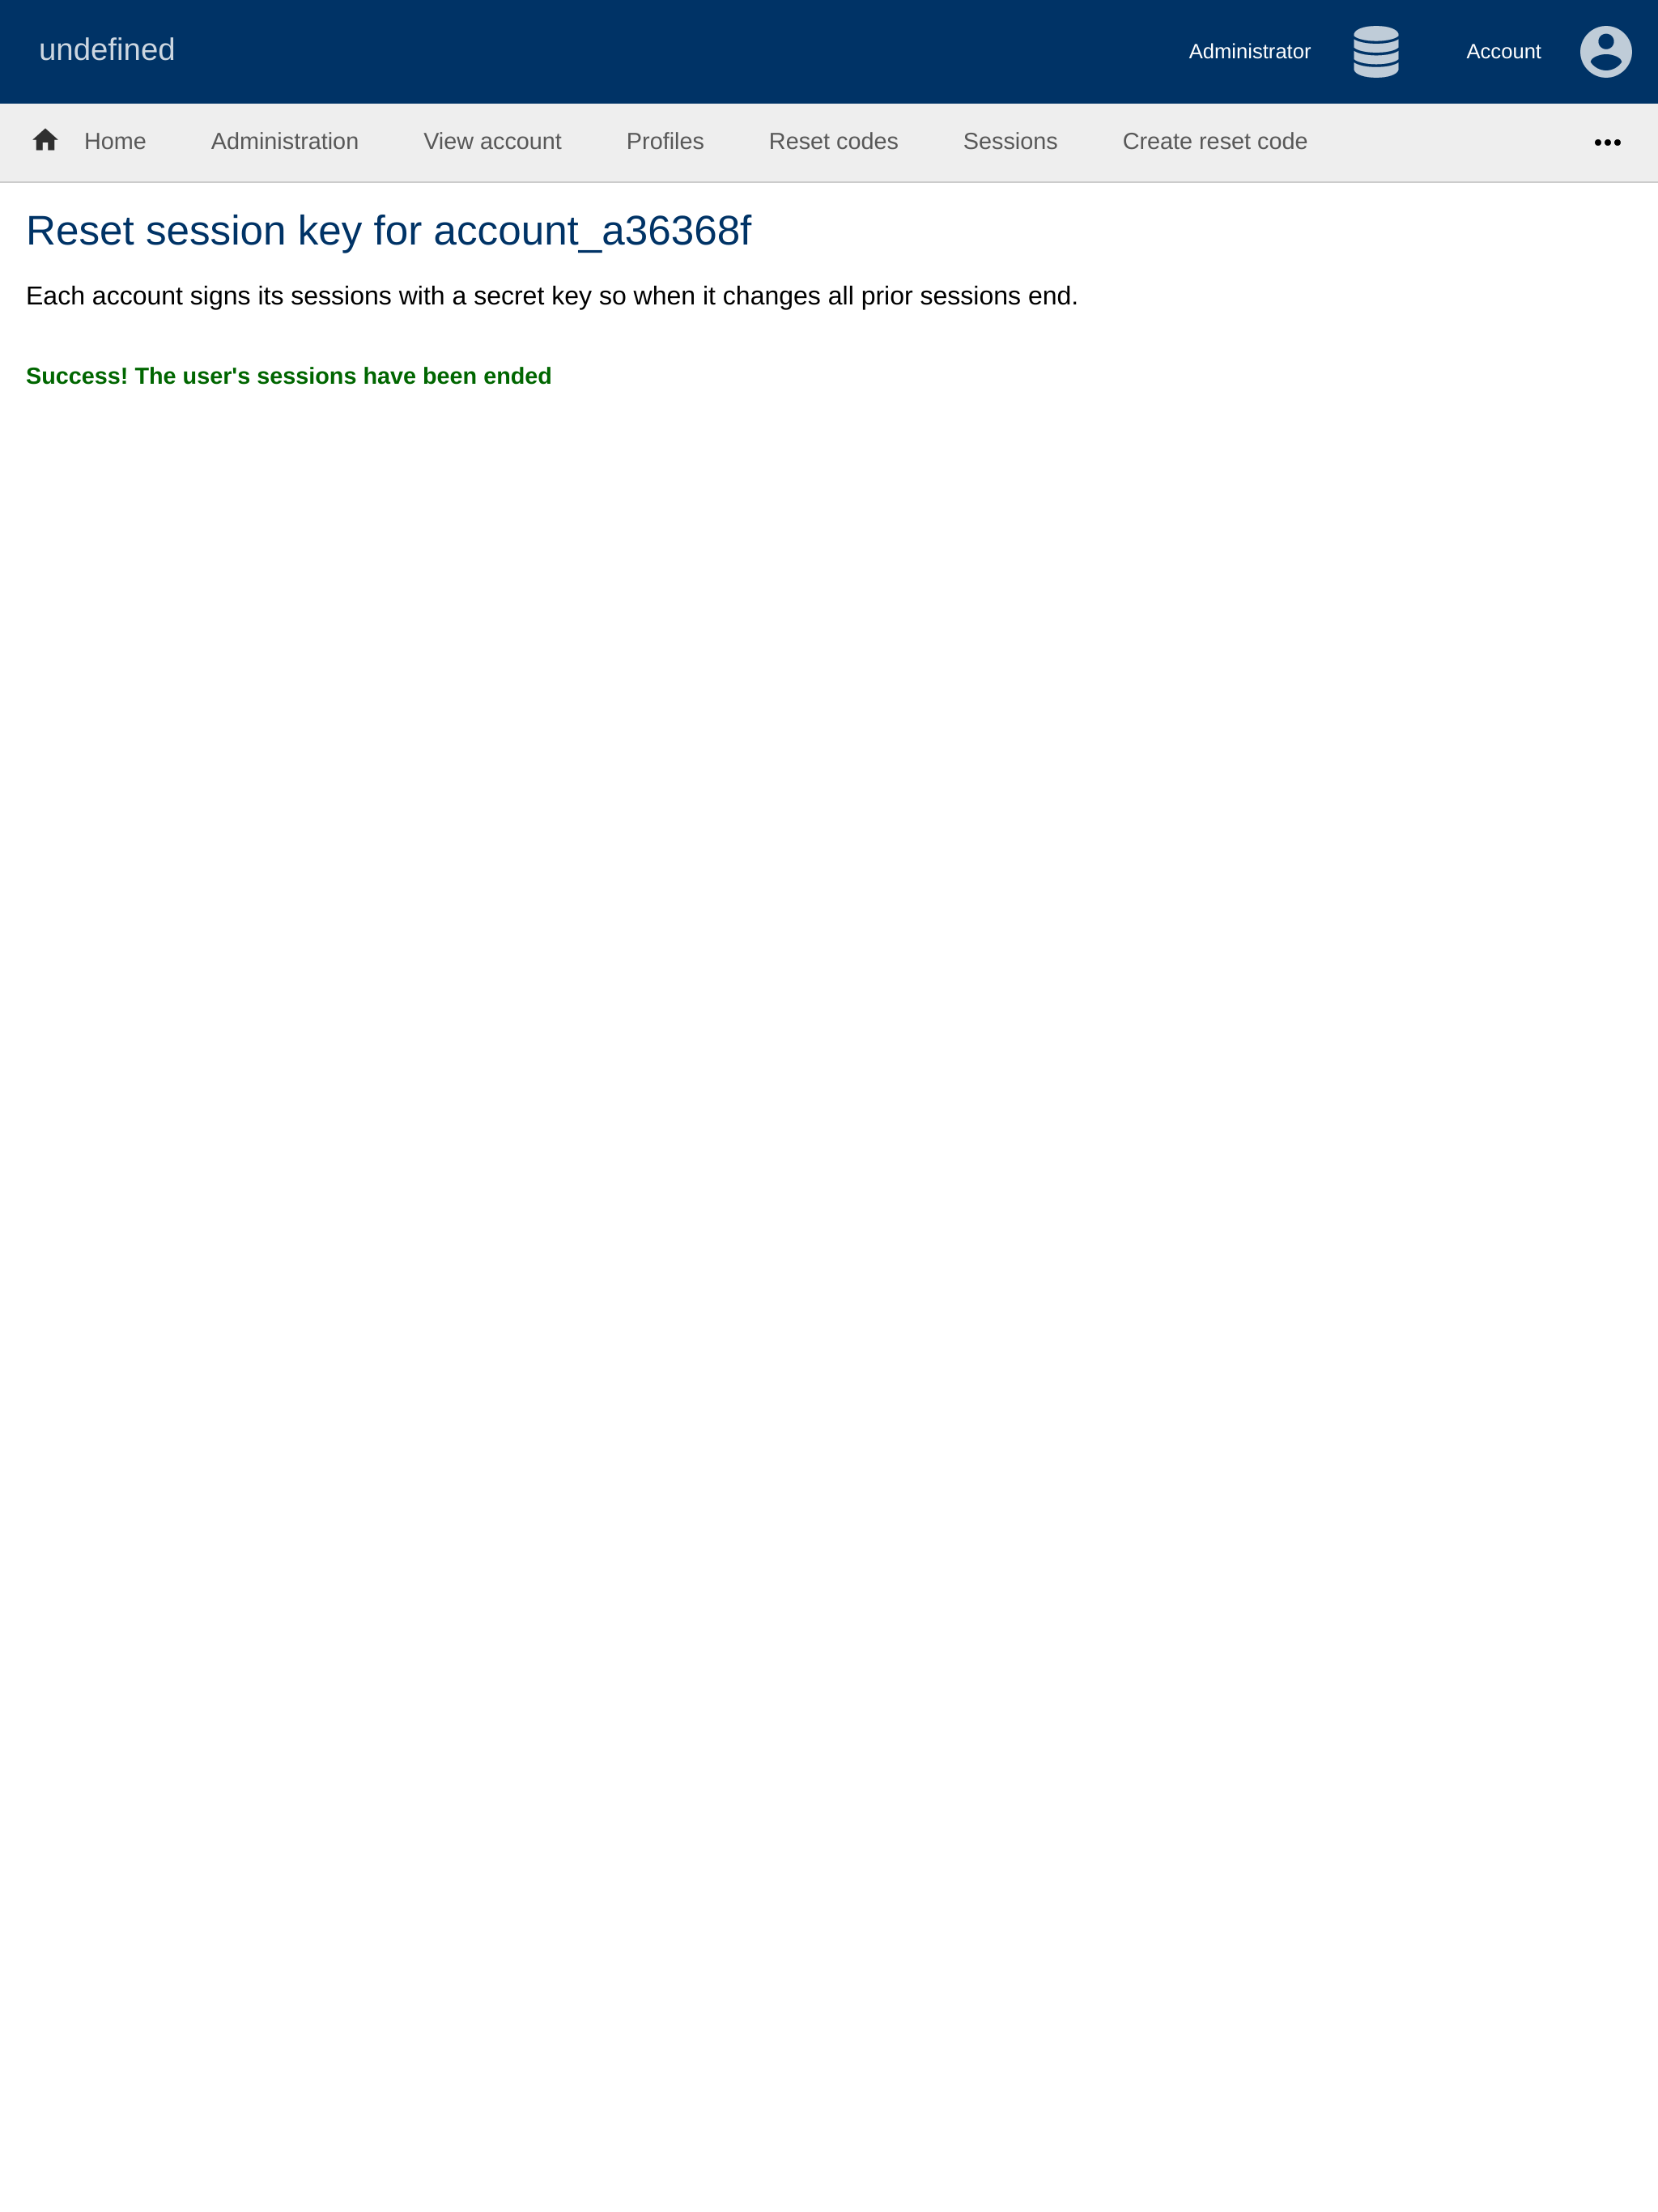 undefined
Administrator
Account
Home
Administration
View account
Profiles
Reset codes
Sessions
Create reset code
Reset session key for account_a36368f
Each account signs its sessions with a secret key so when it changes all prior sessions end.
Success! The user's sessions have been ended